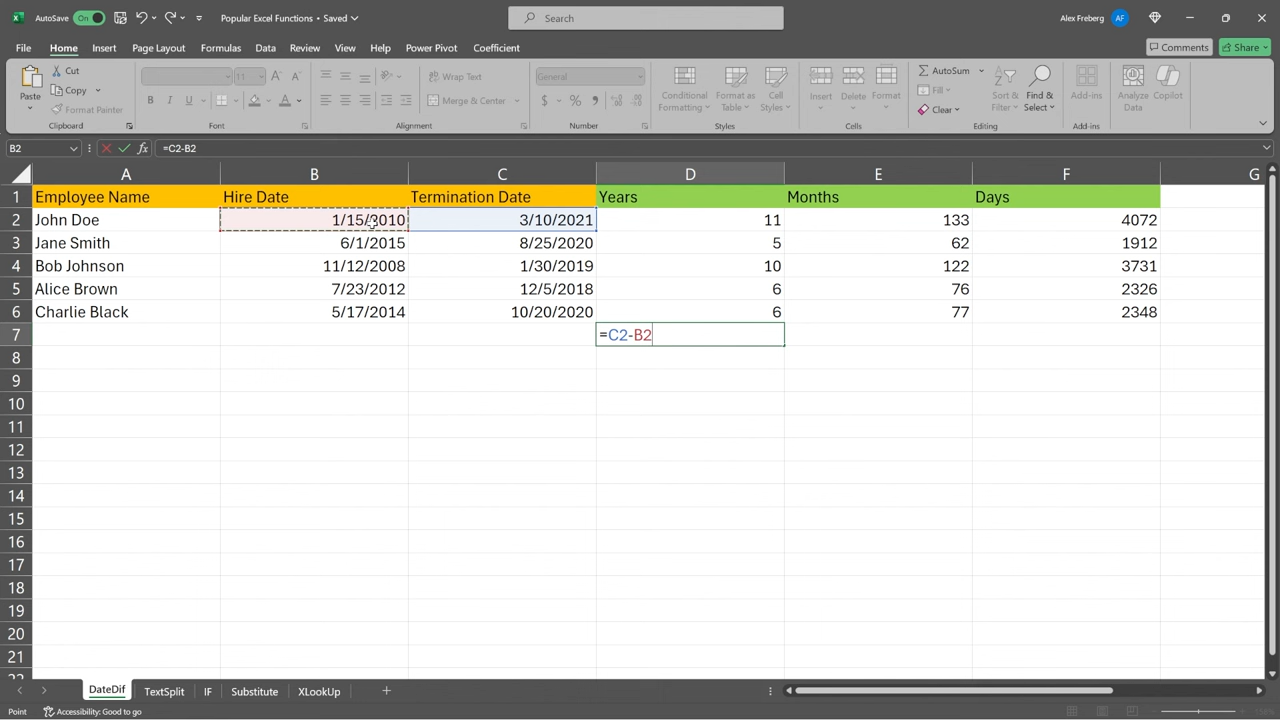 AutoSave On Popular Excel Functions • Saved Search Alex Freberg AF
File Home Insert Page Layout Formulas Data Review View Help Power Pivot Coefficient Comments Share
Paste Cut Copy Format Painter Clipboard
11 Font
Wrap Text Merge & Center Alignment
General Number
Conditional Formatting Format as Table Cell Styles Styles
Insert Delete Format Cells
AutoSum Fill Clear Sort & Filter Find & Select Editing
Add-ins Add-ins
Analyze Data Copilot
B2 fx =C2-B2
A B C D E F G
1 Employee Name Hire Date Termination Date Years Months Days
2 John Doe 1/15/2010 3/10/2021 11 133 4072
3 Jane Smith 6/1/2015 8/25/2020 5 62 1912
4 Bob Johnson 11/12/2008 1/30/2019 10 122 3731
5 Alice Brown 7/23/2012 12/5/2018 6 76 2326
6 Charlie Black 5/17/2014 10/20/2020 6 77 2348
7 =C2-B2
8
9
10
11
12
13
14
15
16
17
18
19
20
21
DateDif TextSplit IF Substitute XLookUp
Point Accessibility: Good to go